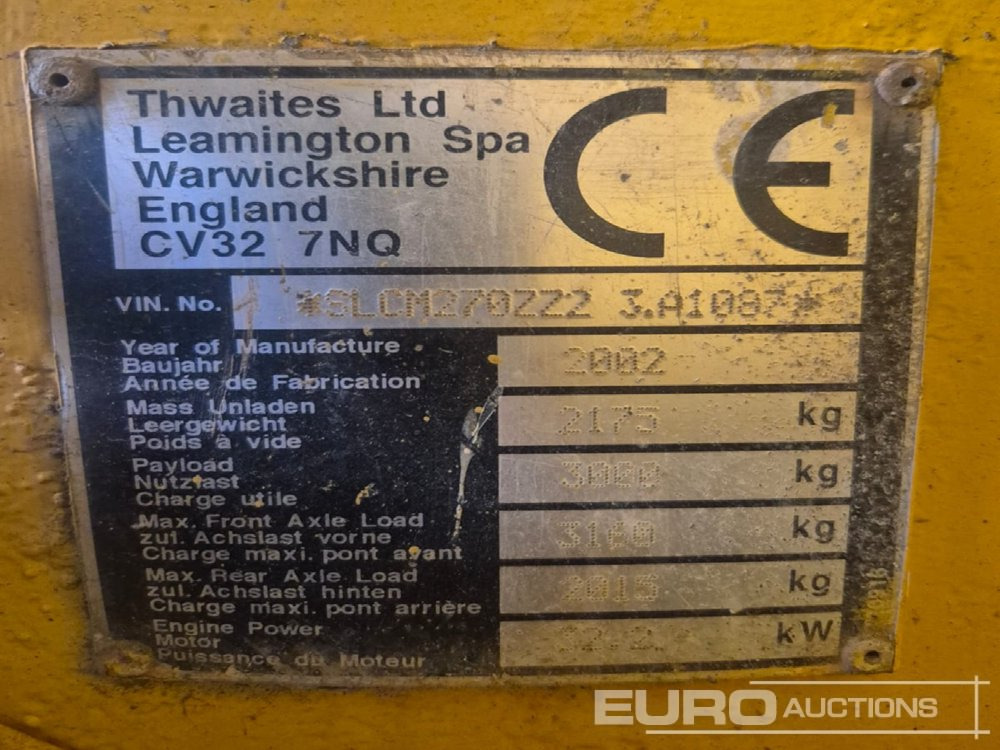 Thwaites Ltd
Leamington Spa
Warwickshire
England
CV32 7NQ
CE
VIN. No. *SLCM270ZZ2 3.A1087*
Year of Manufacture
Baujahr
Année de Fabrication
2002
Mass Unladen
Leergewicht
Poids à vide
2175 kg
Payload
Nutzlast
Charge utile
3000 kg
Max. Front Axle Load
zul. Achslast vorne
Charge maxi. pont avant
3160 kg
Max. Rear Axle Load
zul. Achslast hinten
Charge maxi. pont arrière
2015 kg
Engine Power
Motor
Puissance du Moteur
kW
EURO AUCTIONS